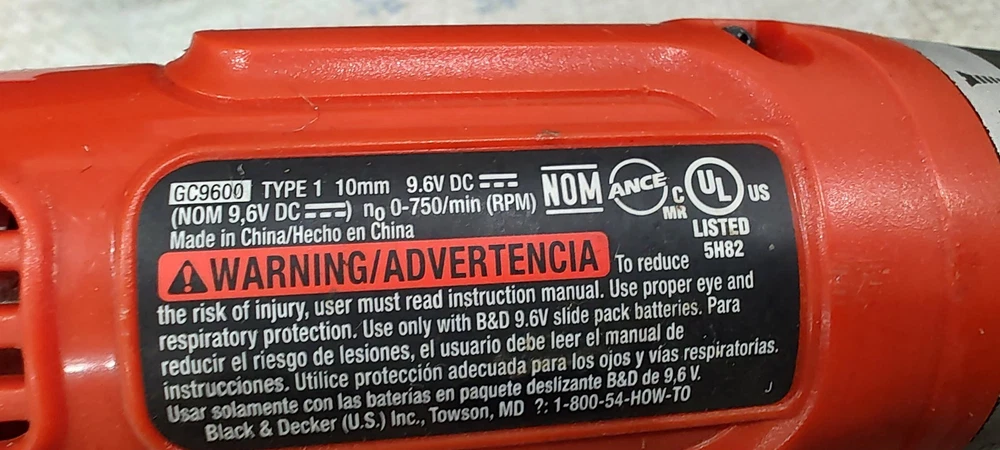 GC9600 TYPE 1 10mm 9.6V DC NOM ANCE C UL US
(NOM 9,6V DC) no 0-750/min (RPM) MR LISTED
Made in China/Hecho en China 5H82
WARNING/ADVERTENCIA To reduce
the risk of injury, user must read instruction manual. Use proper eye and
respiratory protection. Use only with B&D 9.6V slide pack batteries. Para
reducir el riesgo de lesiones, el usuario debe leer el manual de
instrucciones. Utilice protección adecuada para los ojos y vías respiratorias.
Usar solamente con las baterías en paquete deslizante B&D de 9,6 V.
Black & Decker (U.S.) Inc., Towson, MD ?: 1-800-54-HOW-TO